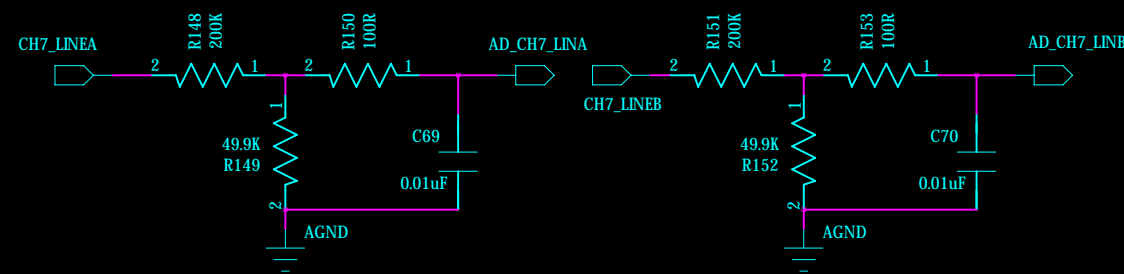 CH7_LINEA
R148
200K
2
1
R150
100R
2
1
AD_CH7_LINA
1
49.9K
R149
2
C69
0.01uF
AGND
CH7_LINEB
R151
200K
2
1
R153
100R
2
1
AD_CH7_LINB
1
49.9K
R152
2
C70
0.01uF
AGND